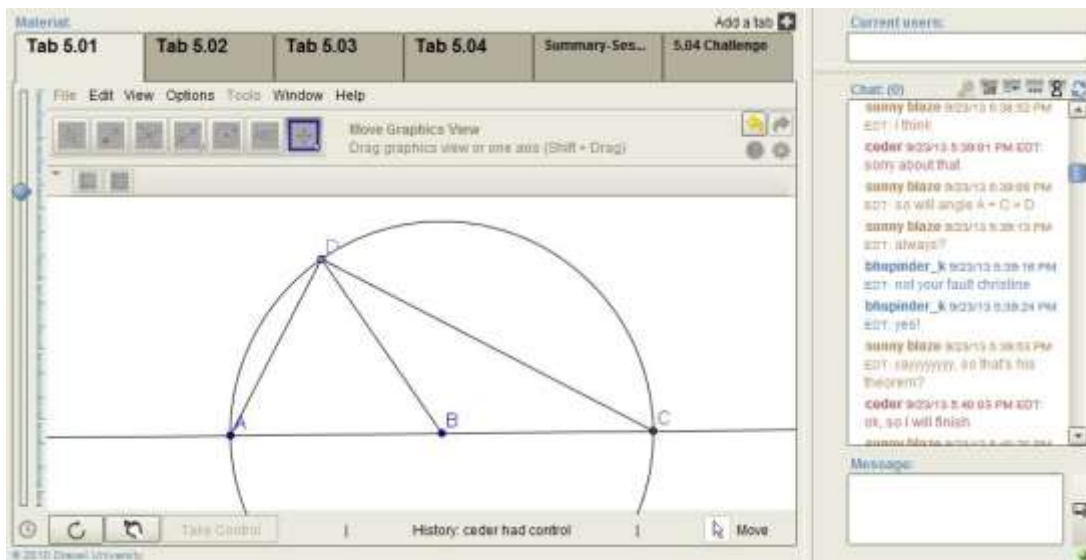 Material:
Add a tab
Tab 5.01
Tab 5.02
Tab 5.03
Tab 5.04
Summary-Ses...
5.04 Challenge
File Edit View Options Tools Window Help
Move Graphics View
Drag graphics view or one axis (Shift + Drag)
D
A
B
C
Take Control
History: ceder had control
Move
© 2010 Drexel University
Current users:
Chat: (0)
sunny blaze 9/23/13 5:38:52 PM
EDT: i think
ceder 9/23/13 5:39:01 PM EDT:
sorry about that
sunny blaze 9/23/13 5:39:06 PM
EDT: so will angle A + C = D
sunny blaze 9/23/13 5:39:13 PM
EDT: always?
bhupinder_k 9/23/13 5:39:16 PM
EDT: not your fault christine
bhupinder_k 9/23/13 5:39:24 PM
EDT: yes!
sunny blaze 9/23/13 5:39:53 PM
EDT: so that's his
theorem?
ceder 9/23/13 5:40:03 PM EDT:
ok, so i will finish
sunny blaze
Message: